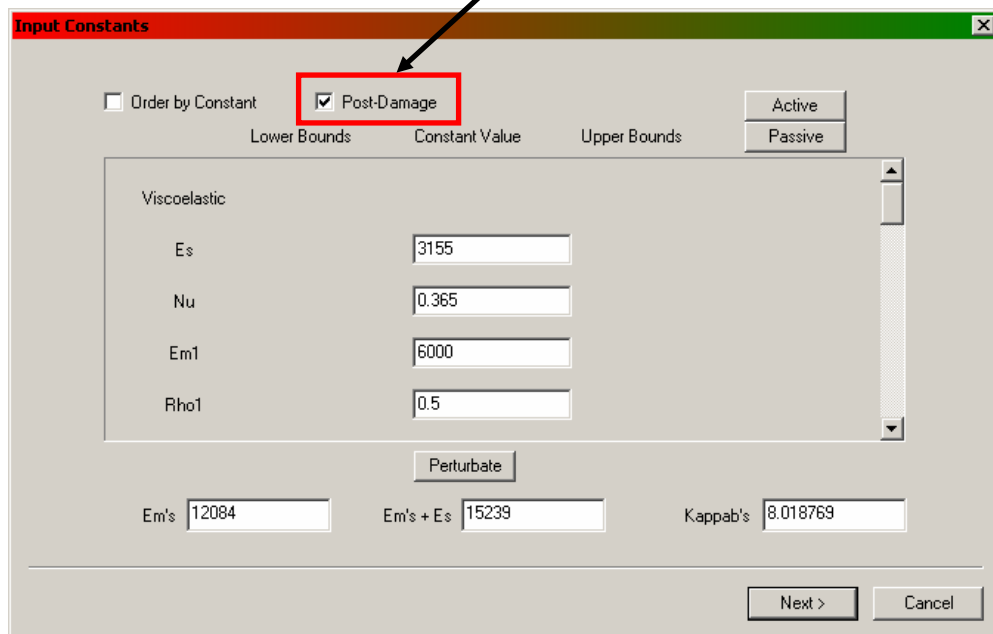 Input Constants
Order by Constant
Post-Damage
Active
Lower Bounds Constant Value Upper Bounds Passive
Viscoelastic
Es 3155
Nu 0.365
Em1 6000
Rho1 0.5
Perturbate
Em's 12084 Em's + Es 15239 Kappab's 8.018769
Next > Cancel